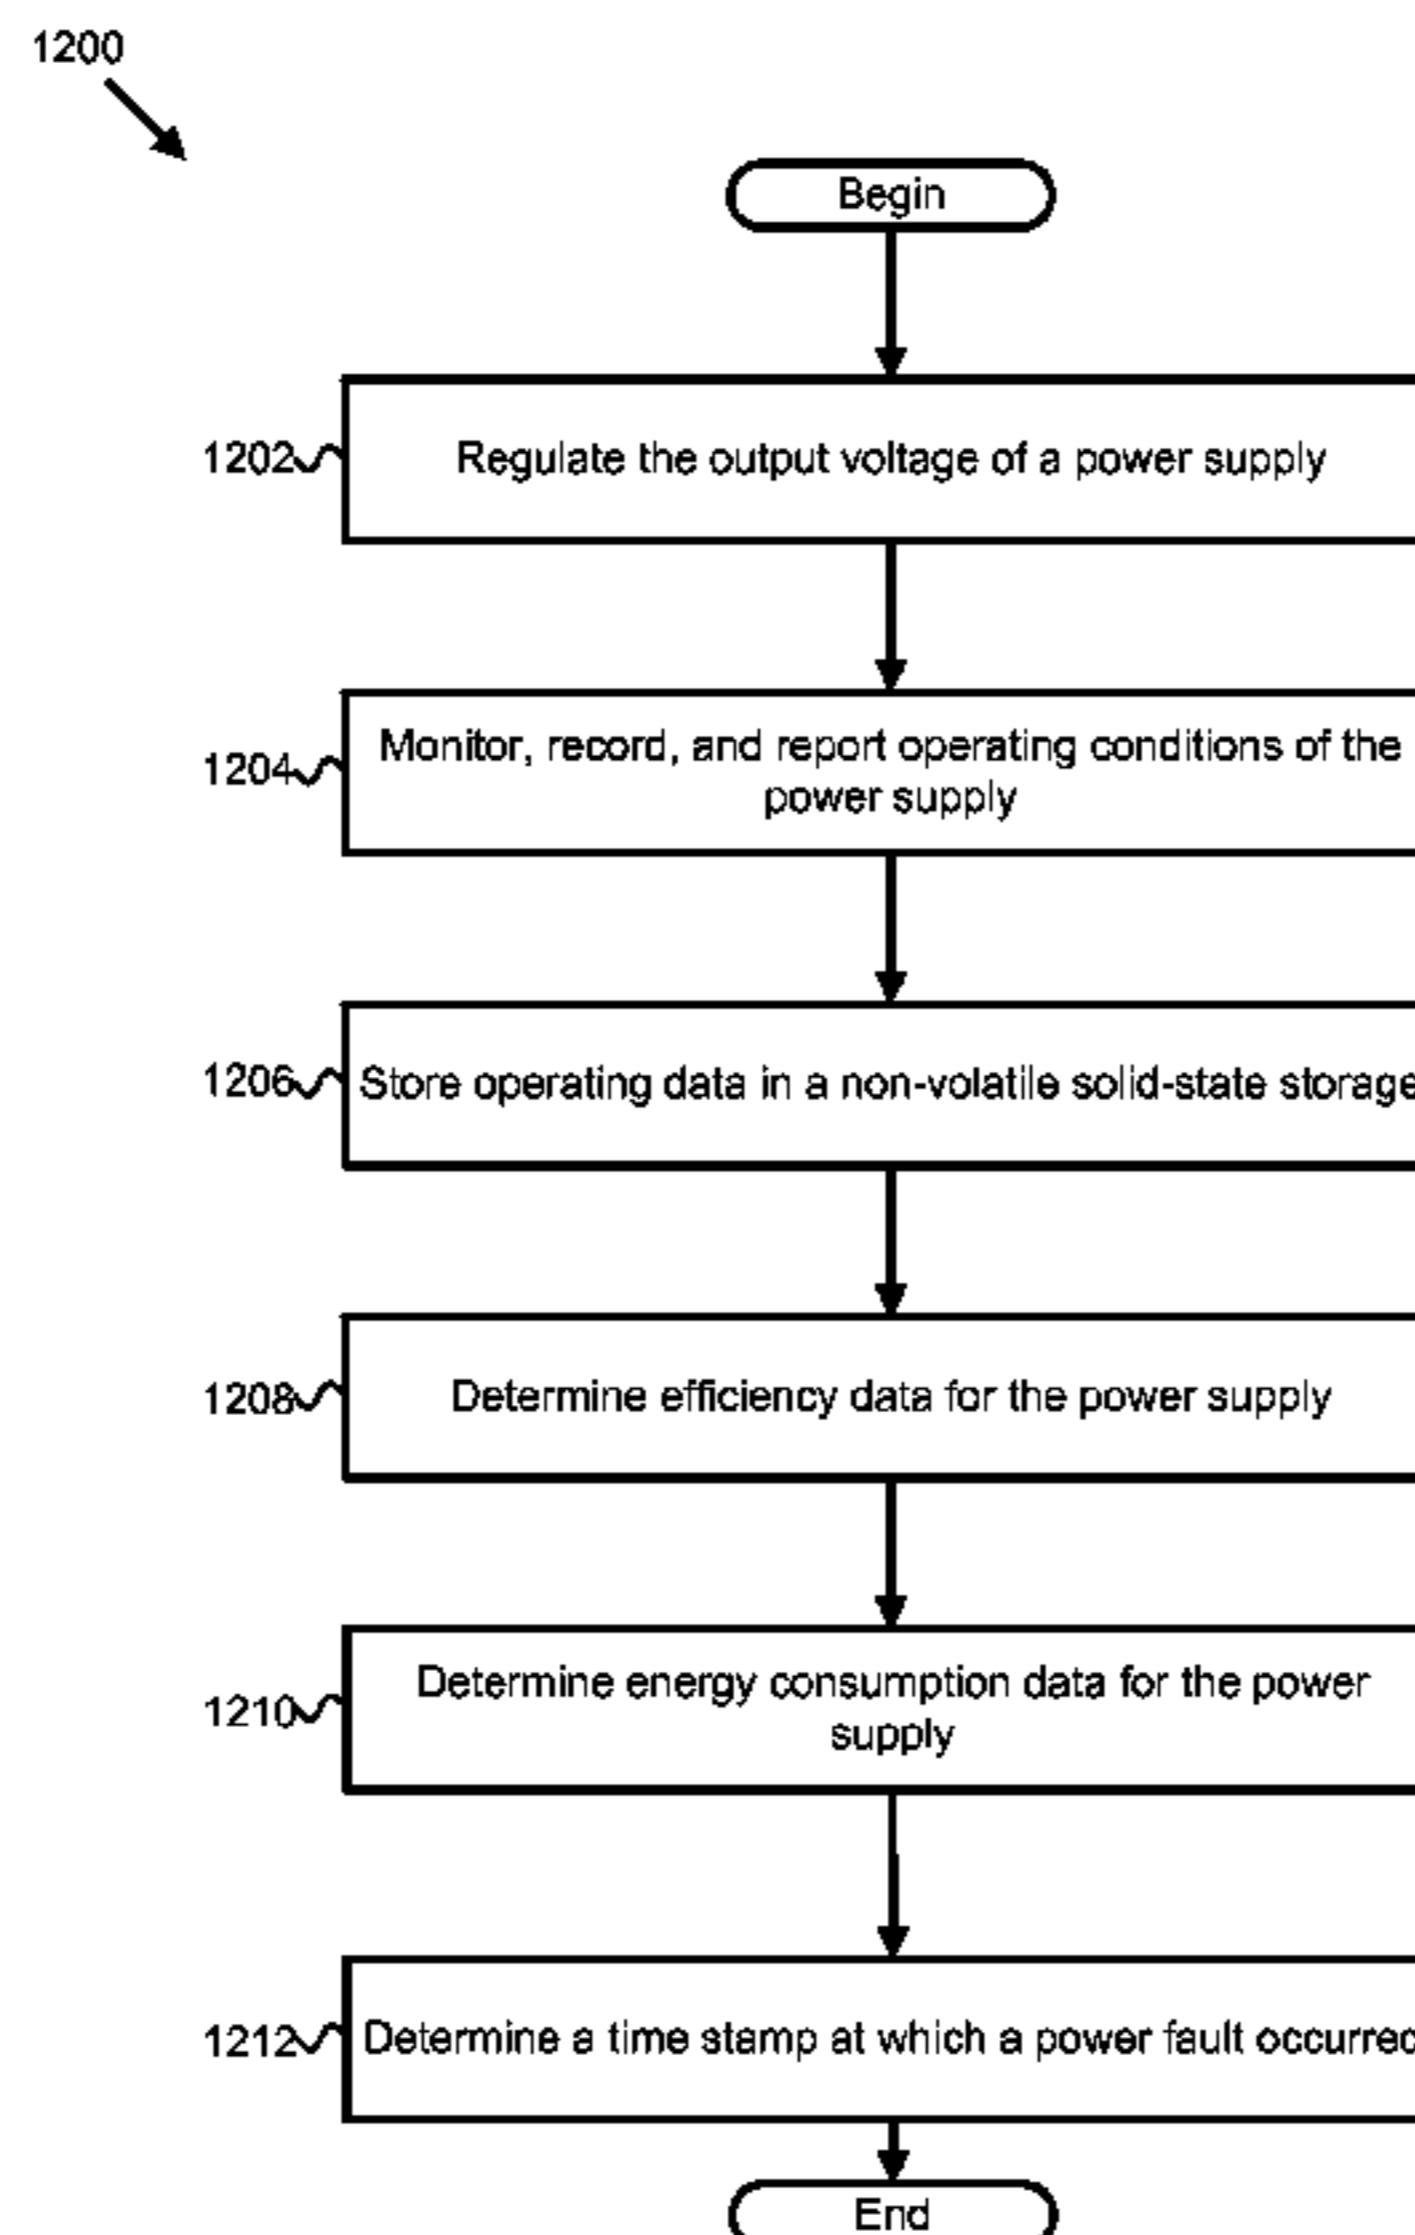 1200
Begin
1202
Regulate the output voltage of a power supply
1204
Monitor, record, and report operating conditions of the
power supply
1206
Store operating data in a non-volatile solid-state storage
1208
Determine efficiency data for the power supply
1210
Determine energy consumption data for the power
supply
1212
Determine a time stamp at which a power fault occurred
End